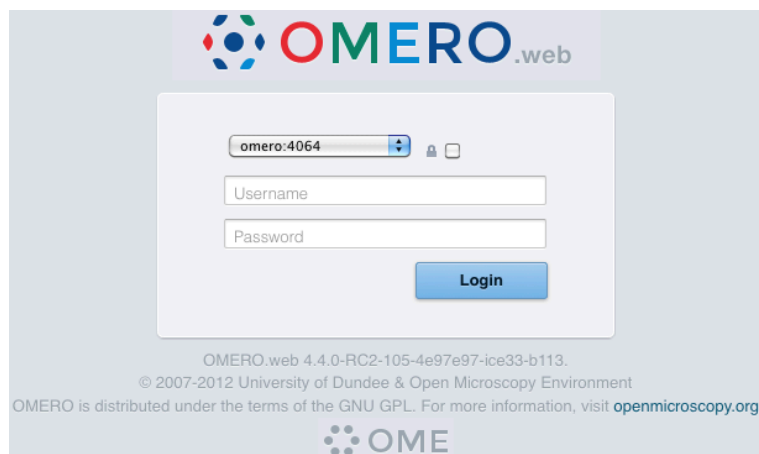 OMERO.web
omero:4064
Username
Password
Login
OMERO.web 4.4.0-RC2-105-4e97e97-ice33-b113.
© 2007-2012 University of Dundee & Open Microscopy Environment
OMERO is distributed under the terms of the GNU GPL. For more information, visit openmicroscopy.org
OME